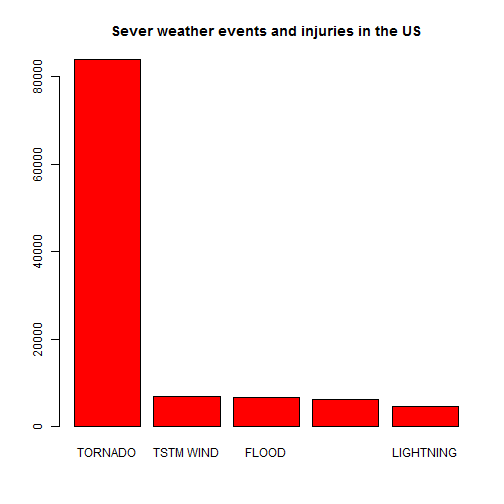 Sever weather events and injuries in the US
80000
60000
40000
20000
0
TORNADO TSTM WIND FLOOD LIGHTNING